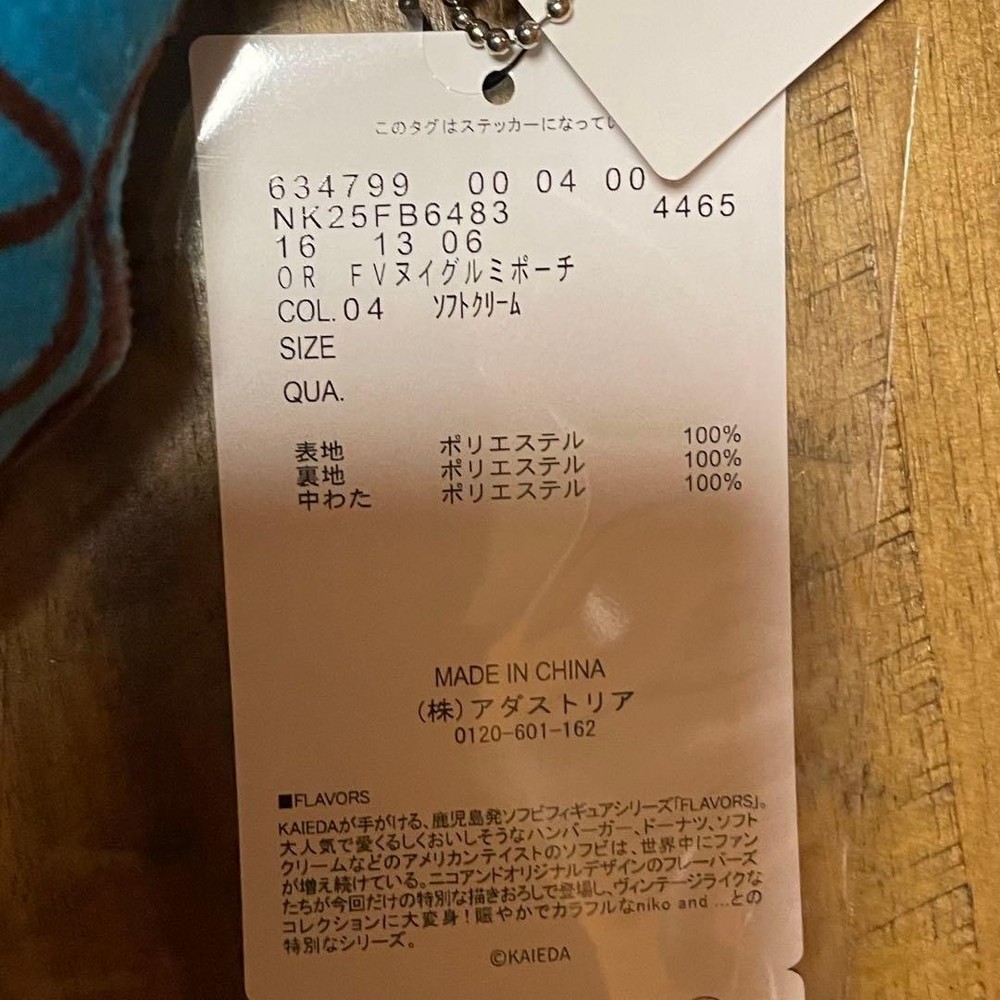 このタグはステッカーになってい
634799 00 04 00
NK25FB6483 4465
16 13 06
OR FVヌイグルミポーチ
COL.04 ソフトクリーム
SIZE
QUA.
表地 ポリエステル 100%
裏地 ポリエステル 100%
中わた ポリエステル 100%
MADE IN CHINA
(株)アダストリア
0120-601-162
■FLAVORS
KAIEDAが手がける、鹿児島発ソフビフィギュアシリーズ「FLAVORS」。
大人気で愛くるしくおいしそうなハンバーガー、ドーナツ、ソフト
クリームなどのアメリカンテイストのソフビは、世界中にファン
が増え続けている。ニコアンドオリジナルデザインのフレーバーズ
たちが今回だけの特別な描きおろしで登場し、ヴィンテージライクな
コレクションに大変身！賑やかでカラフルなniko and ...との
特別なシリーズ。
©KAIEDA